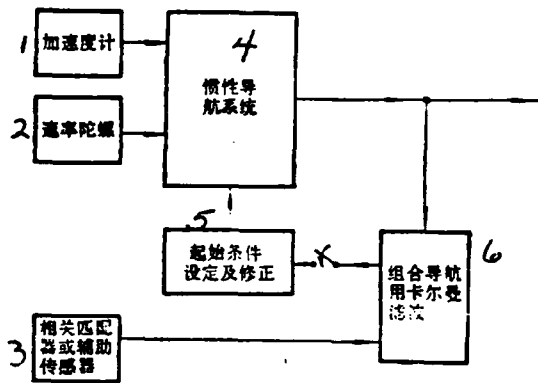 1
加速度计
2
速率陀螺
4
惯性导
航系统
.5
起始条件
设定及修正
6
组合导航
用卡尔曼
滤波
3
相关匹配
器或辅助
传感器